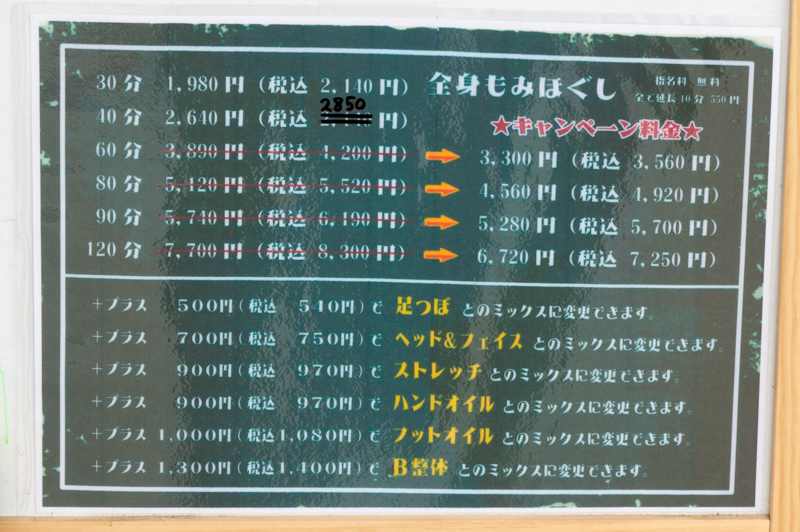 30分 1,980円 (税込 2,140円) 全身もみほぐし 指名料 無料
全て延長10分 550円
40分 2,640円 (税込 2850円)
★キャンペーン料金★
60分 3,890円 (税込 4,200円) → 3,300円 (税込 3,560円)
80分 5,120円 (税込 5,520円) → 4,560円 (税込 4,920円)
90分 5,740円 (税込 6,190円) → 5,280円 (税込 5,700円)
120分 7,700円 (税込 8,300円) → 6,720円 (税込 7,250円)
+プラス 500円(税込 540円)で 足つぼ とのミックスに変更できます。
+プラス 700円(税込 750円)で ヘッド&フェイス とのミックスに変更できます。
+プラス 900円(税込 970円)で ストレッチ とのミックスに変更できます。
+プラス 900円(税込 970円)で ハンドオイル とのミックスに変更できます。
+プラス 1,000円(税込1,080円)で フットオイル とのミックスに変更できます。
+プラス 1,300円(税込1,400円)で B整体 とのミックスに変更できます。